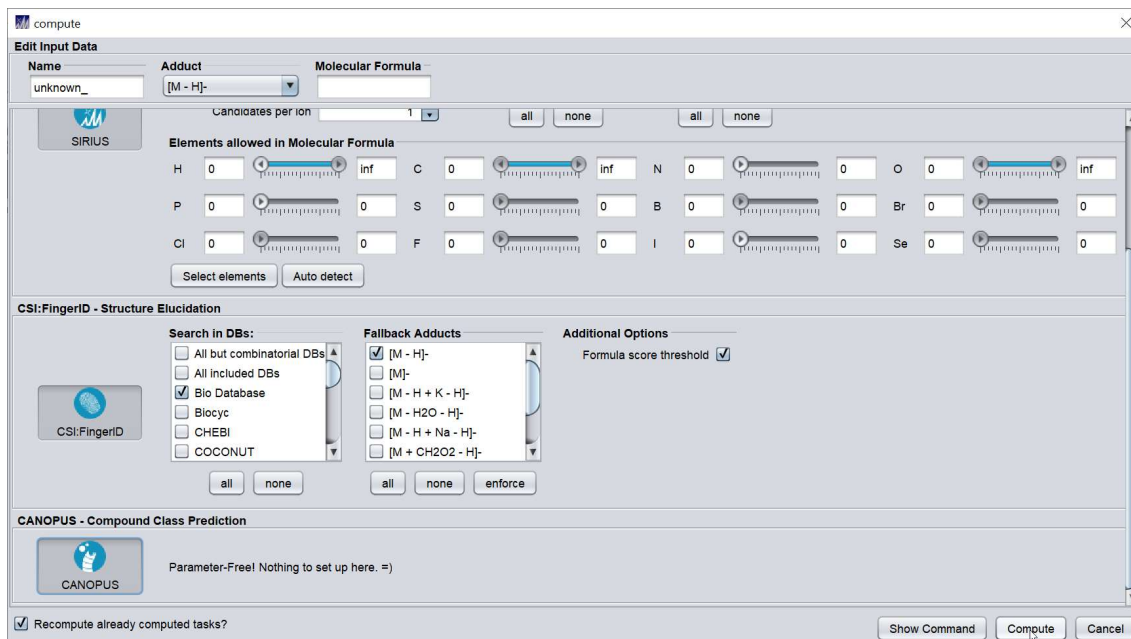 compute
Edit Input Data
Name Adduct Molecular Formula
unknown_ [M - H]-
Candidates per ion 1 all none all none
SIRIUS
Elements allowed in Molecular Formula
H 0 inf C 0 inf N 0 0 O 0 inf
P 0 0 S 0 0 B 0 0 Br 0 0
Cl 0 0 F 0 0 I 0 0 Se 0 0
Select elements Auto detect
CSI:FingerID - Structure Elucidation
Search in DBs: Fallback Adducts Additional Options
All but combinatorial DBs [M - H]- Formula score threshold
All included DBs [M]-
Bio Database [M - H + K - H]-
Biocyc [M - H2O - H]-
CHEBI [M - H + Na - H]-
COCONUT [M + CH2O2 - H]-
CSI:FingerID
all none all none enforce
CANOPUS - Compound Class Prediction
Parameter-Free! Nothing to set up here. =)
CANOPUS
Recompute already computed tasks? Show Command Compute Cancel